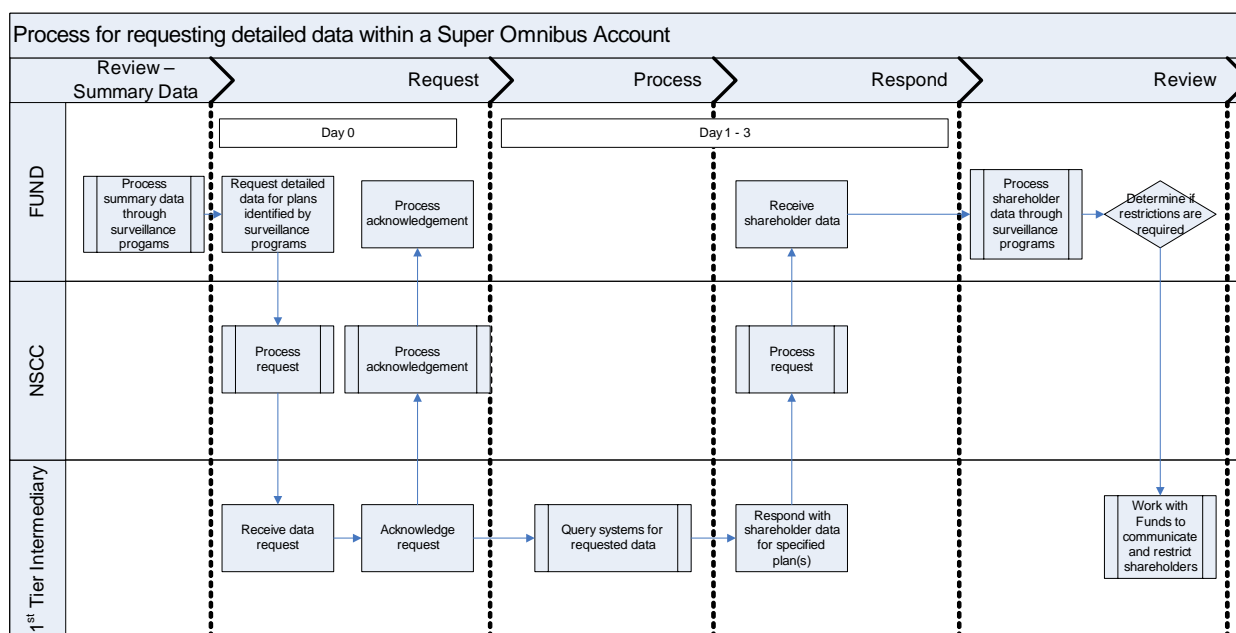 Process for requesting detailed data within a Super Omnibus Account
Review –
Summary Data
Request
Process
Respond
Review
Day 0
Day 1 - 3
FUND
Process
summary data
through
surveillance
progams
Request detailed
data for plans
identified by
surveillance
programs
Process
acknowledgement
Receive
shareholder data
Process
shareholder
data through
surveillance
programs
Determine if
restrictions are
required
NSCC
Process
request
Process
acknowledgement
Process
request
1st Tier Intermediary
Receive data
request
Acknowledge
request
Query systems for
requested data
Respond with
shareholder data
for specified
plan(s)
Work with
Funds to
communicate
and restrict
shareholders